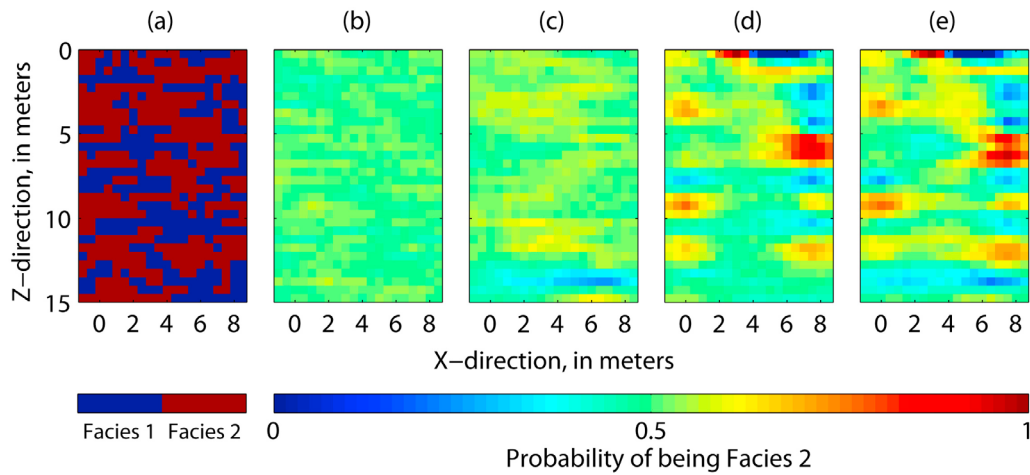 (a) (b) (c) (d) (e)
Z−direction, in meters
0
5
10
15
0 2 4 6 8 0 2 4 6 8 0 2 4 6 8 0 2 4 6 8 0 2 4 6 8
X−direction, in meters
Facies 1 Facies 2
0 0.5 1
Probability of being Facies 2